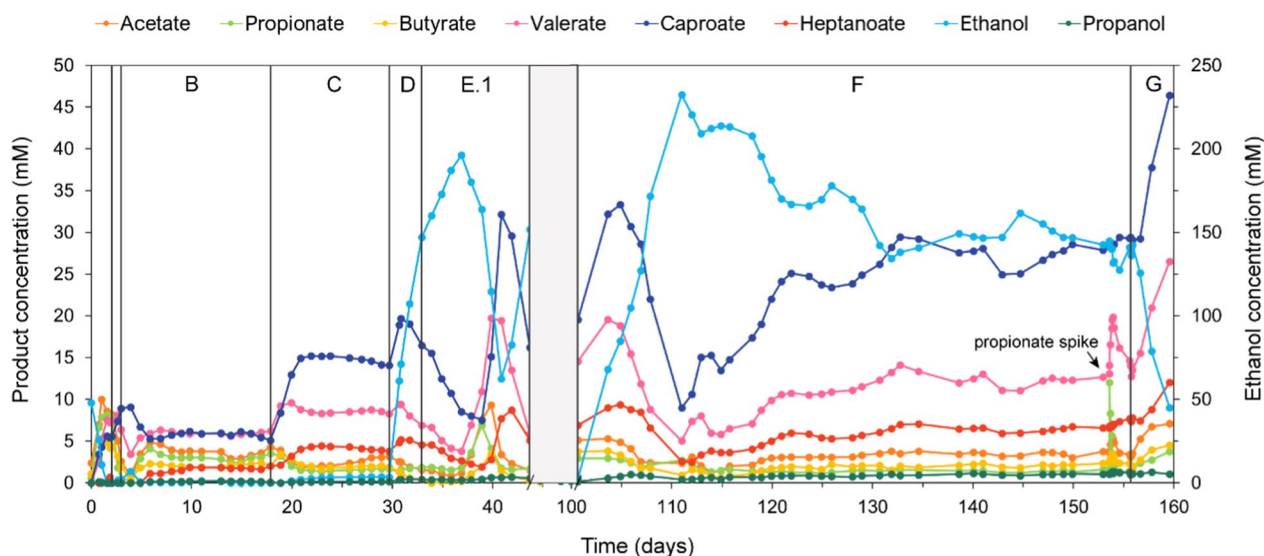 Acetate Propionate Butyrate Valerate Caproate Heptanoate Ethanol Propanol
B C D E.1 F G
50 45 40 35 30 25 20 15 10 5 0
250 200 150 100 50 0
Product concentration (mM)
Ethanol concentration (mM)
propionate spike
0 10 20 30 40 100 110 120 130 140 150 160
Time (days)